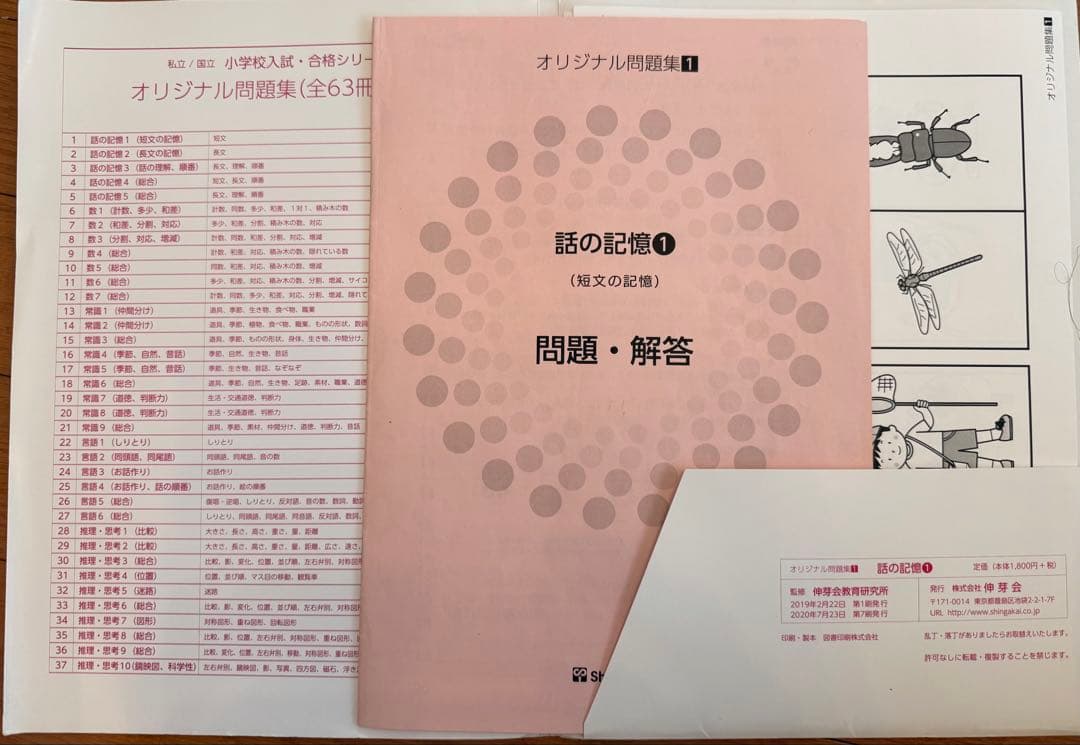 私立/国立 小学校入試・合格シリー
オリジナル問題集(全63冊
1 話の記憶1(短文の記憶) 短文
2 話の記憶2(長文の記憶) 長文
3 話の記憶3(話の理解、順番) 長文、理解、順番
4 話の記憶4(総合) 短文、長文、順番
5 話の記憶5(総合) 長文、理解、順番
6 数1(計数、多少、和差) 計数、同数、多少、和差、1対1、積み木の数
7 数2(和差、分割、対応) 多少、和差、分割、積み木の数、対応
8 数3(分割、対応、増減) 計数、同数、和差、分割、対応、増減
9 数4(総合) 計数、和差、対応、積み木の数、隠れている数
10 数5(総合) 同数、和差、対応、積み木の数、増減
11 数6(総合) 多少、和差、対応、積み木の数、分割、増減、サイコ
12 数7(総合) 計数、同数、多少、和差、対応、分割、増減、隠れて
13 常識1(仲間分け) 道具、季節、生き物、食べ物、職業
14 常識2(仲間分け) 道具、季節、植物、食べ物、職業、ものの形状、数詞
15 常識3(総合) 道具、季節、ものの形状、身体、生き物、仲間分け、
16 常識4(季節、自然、昔話) 季節、自然、生き物、昔話
17 常識5(季節、自然、昔話) 季節、生き物、昔話、なぞなぞ
18 常識6(総合) 道具、季節、自然、生き物、足跡、素材、職業、道徳
19 常識7(道徳、判断力) 生活・交通道徳、判断力
20 常識8(道徳、判断力) 生活・交通道徳、判断力
21 常識9(総合) 道具、季節、素材、仲間分け、道徳、判断力、昔話
22 言語1(しりとり) しりとり
23 言語2(同頭語、同尾語) 同頭語、同尾語、音の数
24 言語3(お話作り) お話作り
25 言語4(お話作り、話の順番) お話作り、絵の順番
26 言語5(総合) 復唱・逆唱、しりとり、反対語、音の数、数詞、動詞
27 言語6(総合) しりとり、同頭語、同尾語、同音語、反対語、数詞、
28 推理・思考1(比較) 大きさ、長さ、高さ、重さ、量、距離
29 推理・思考2(比較) 大きさ、長さ、高さ、重さ、量、距離、広さ、速さ、
30 推理・思考3(総合) 比較、影、変化、位置、並び順、左右弁別、対称図形
31 推理・思考4(位置) 位置、並び順、マス目の移動、観覧車
32 推理・思考5(迷路) 迷路
33 推理・思考6(総合) 比較、影、変化、位置、並び順、左右弁別、対称図
34 推理・思考7(図形) 対称図形、重ね図形、回転図形
35 推理・思考8(総合) 比較、影、位置、左右弁別、対称図形、重ね図形、
36 推理・思考9(総合) 比較、変化、位置、左右弁別、移動、対称図形、重ね図形
37 推理・思考10(鏡映図、科学性) 左右弁別、鏡映図、影、写真、四方図、磁石、浮き
オリジナル問題集1
話の記憶1
(短文の記憶)
問題・解答
オリジナル問題集1
オリジナル問題集1 話の記憶1 定価(本体1,800円+税)
監修 伸芽会教育研究所
2019年2月22日 第1刷発行
2020年7月23日 第7刷発行
発行 株式会社 伸芽会
〒171-0014 東京都豊島区南池袋2-2-1-7F
URL http://www.shingakai.co.jp
印刷・製本 図書印刷株式会社
乱丁・落丁がありましたらお取替えいたします。
許可なしに転載・複製することを禁じます。